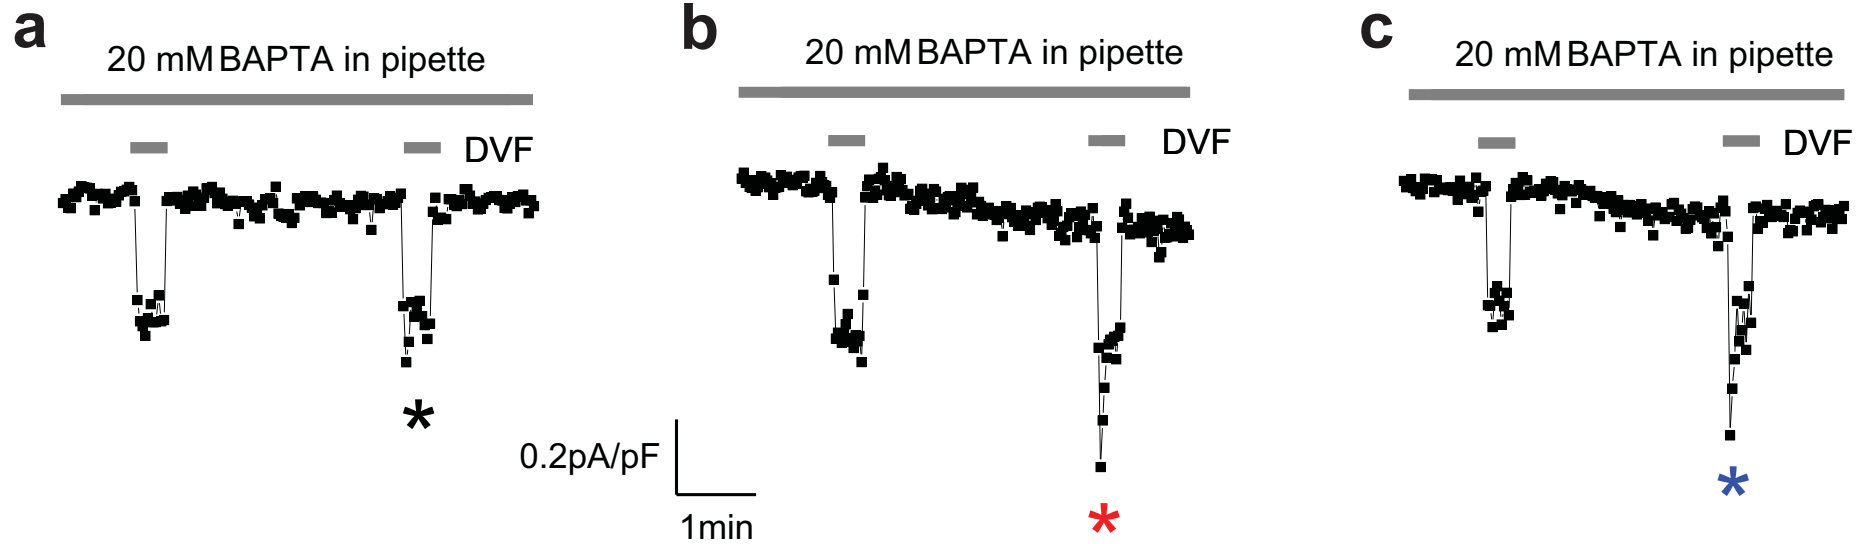 a
20 mM BAPTA in pipette
DVF
*
b
20 mM BAPTA in pipette
DVF
*
0.2pA/pF
1min
c
20 mM BAPTA in pipette
DVF
*